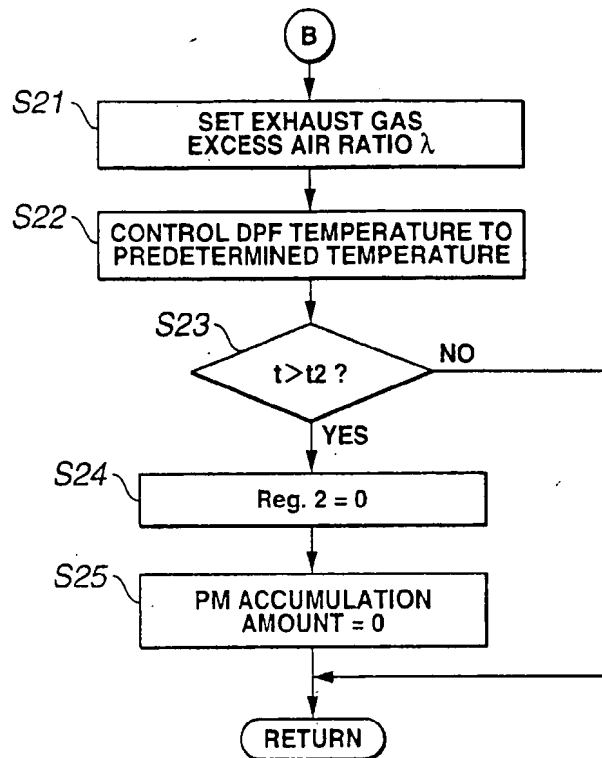 B
S21
SET EXHAUST GAS
EXCESS AIR RATIO λ
S22
CONTROL DPF TEMPERATURE TO
PREDETERMINED TEMPERATURE
S23
t>t2 ?
NO
YES
S24
Reg. 2 = 0
S25
PM ACCUMULATION
AMOUNT = 0
RETURN